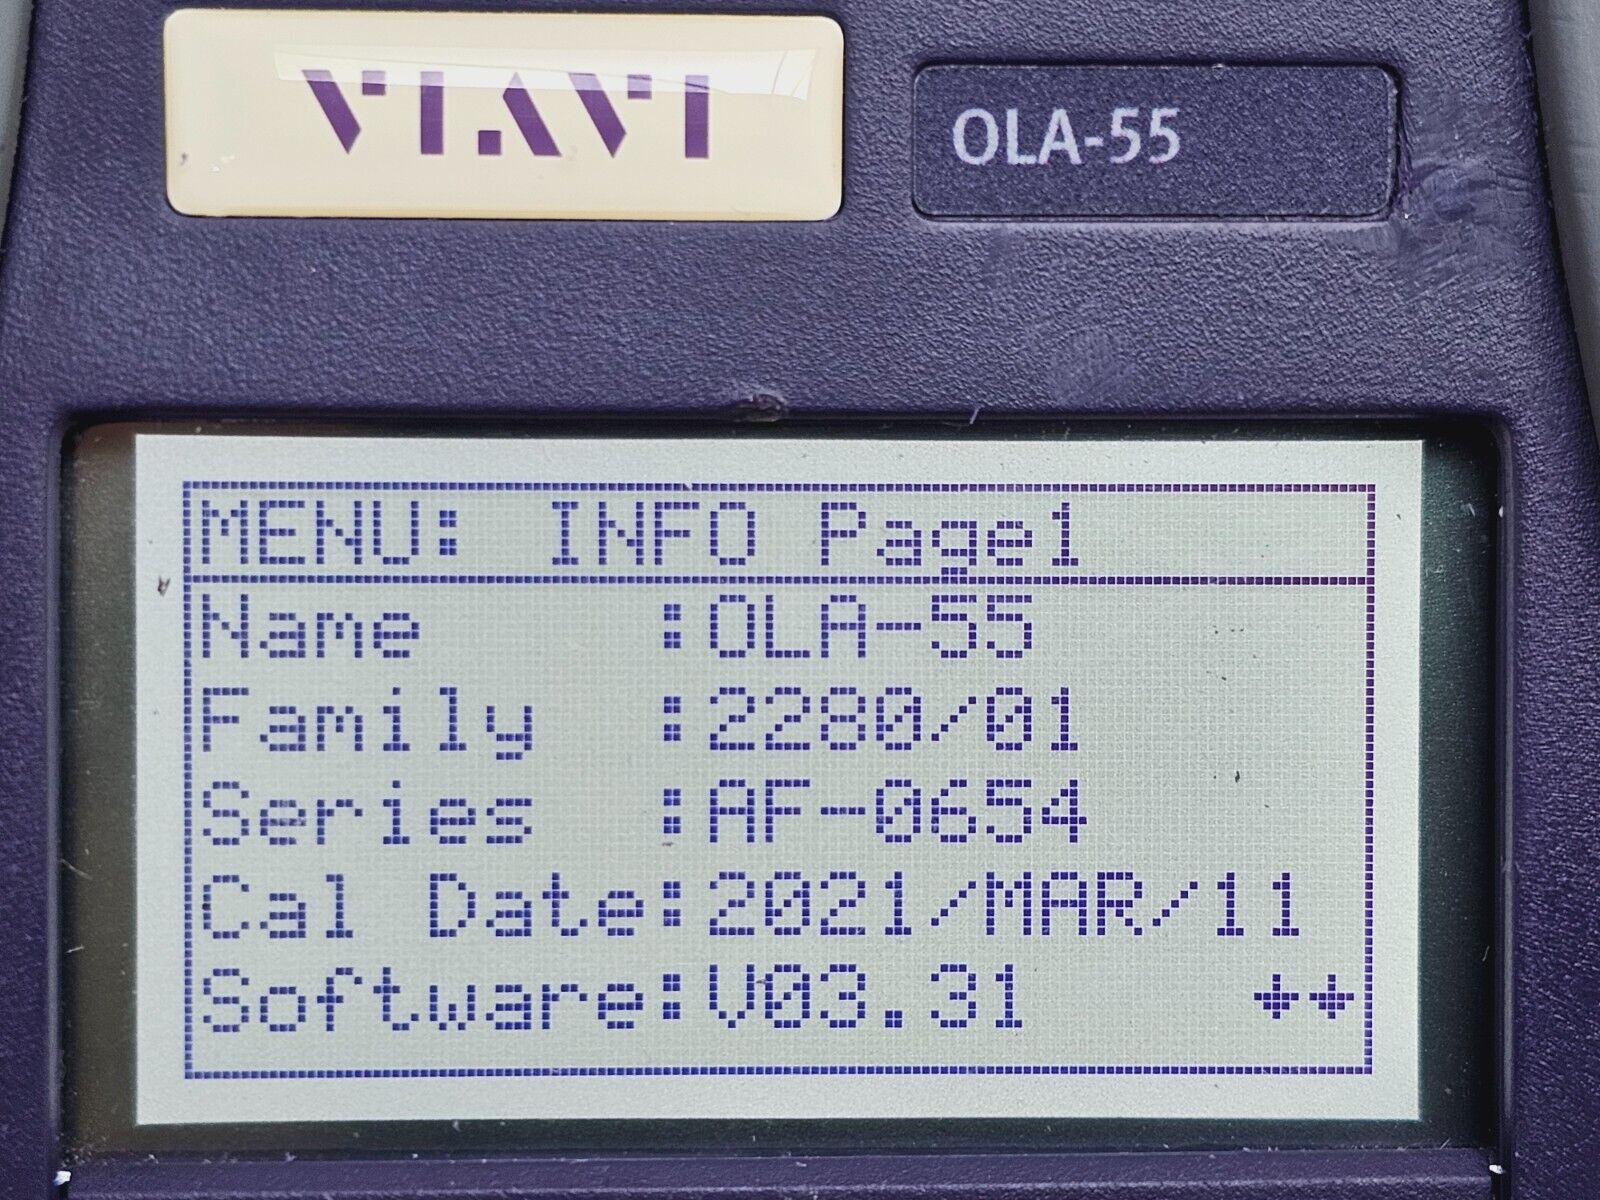 VIAVI
OLA-55
MENU: INFO Page1
Name :OLA-55
Family :2280/01
Series :AF-0654
Cal Date:2021/MAR/11
Software:V03.31